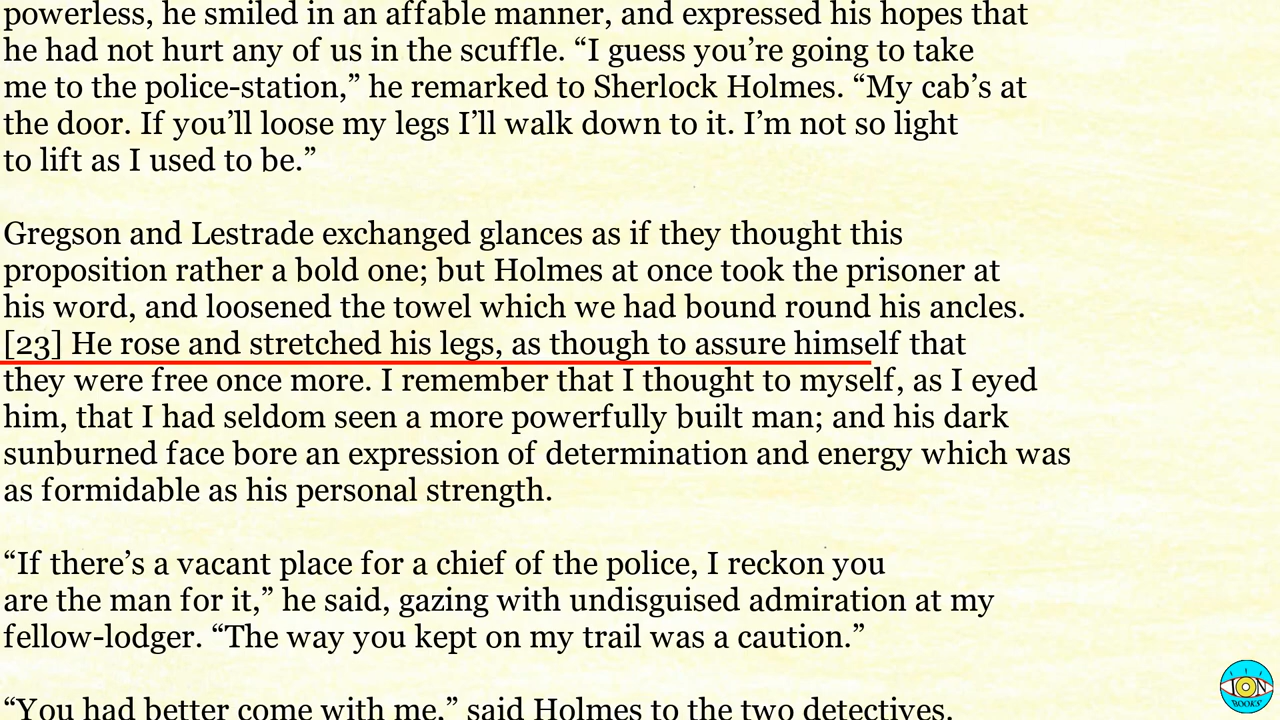 powerless, he smiled in an affable manner, and expressed his hopes that
he had not hurt any of us in the scuffle. “I guess you’re going to take
me to the police-station,” he remarked to Sherlock Holmes. “My cab’s at
the door. If you’ll loose my legs I’ll walk down to it. I’m not so light
to lift as I used to be.”
Gregson and Lestrade exchanged glances as if they thought this
proposition rather a bold one; but Holmes at once took the prisoner at
his word, and loosened the towel which we had bound round his ancles.
[23] He rose and stretched his legs, as though to assure himself that
they were free once more. I remember that I thought to myself, as I eyed
him, that I had seldom seen a more powerfully built man; and his dark
sunburned face bore an expression of determination and energy which was
as formidable as his personal strength.
“If there’s a vacant place for a chief of the police, I reckon you
are the man for it,” he said, gazing with undisguised admiration at my
fellow-lodger. “The way you kept on my trail was a caution.”
“You had better come with me,” said Holmes to the two detectives.
ION
BOOKS